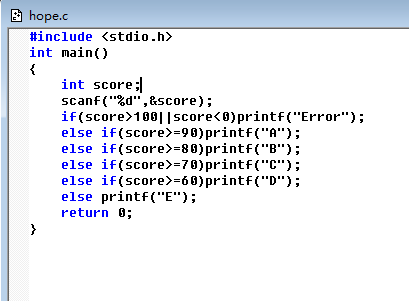 hope.c
#include <stdio.h>
int main()
{
    int score;
    scanf("%d",&score);
    if(score>100||score<0)printf("Error");
    else if(score>=90)printf("A");
    else if(score>=80)printf("B");
    else if(score>=70)printf("C");
    else if(score>=60)printf("D");
    else printf("E");
    return 0;
}